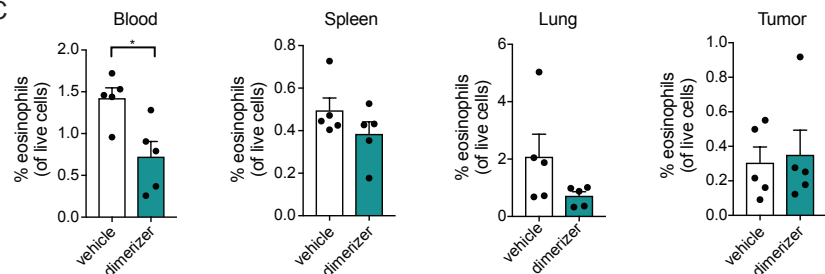 C
Blood
% eosinophils
(of live cells)
2.0
1.5
1.0
0.5
0.0
*
vehicle
dimerizer
Spleen
% eosinophils
(of live cells)
0.8
0.6
0.4
0.2
0.0
vehicle
dimerizer
Lung
% eosinophils
(of live cells)
6
4
2
0
vehicle
dimerizer
Tumor
% eosinophils
(of live cells)
1.0
0.8
0.6
0.4
0.2
0.0
vehicle
dimerizer